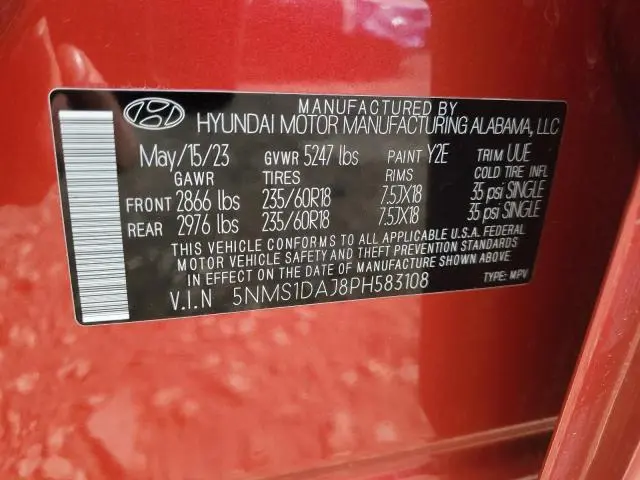 MANUFACTURED BY
HYUNDAI MOTOR MANUFACTURING ALABAMA, LLC
May/15/23 GVWR 5247 lbs PAINT Y2E TRIM UUE
GAWR TIRES RIMS COLD TIRE INFL
FRONT 2866 lbs 235/60R18 7.5JX18 35 psi SINGLE
REAR 2976 lbs 235/60R18 7.5JX18 35 psi SINGLE
THIS VEHICLE CONFORMS TO ALL APPLICABLE U.S.A. FEDERAL
MOTOR VEHICLE SAFETY AND THEFT PREVENTION STANDARDS
IN EFFECT ON THE DATE OF MANUFACTURE SHOWN ABOVE.
V.I.N 5NMS1DAJ8PH583108 TYPE: MPV